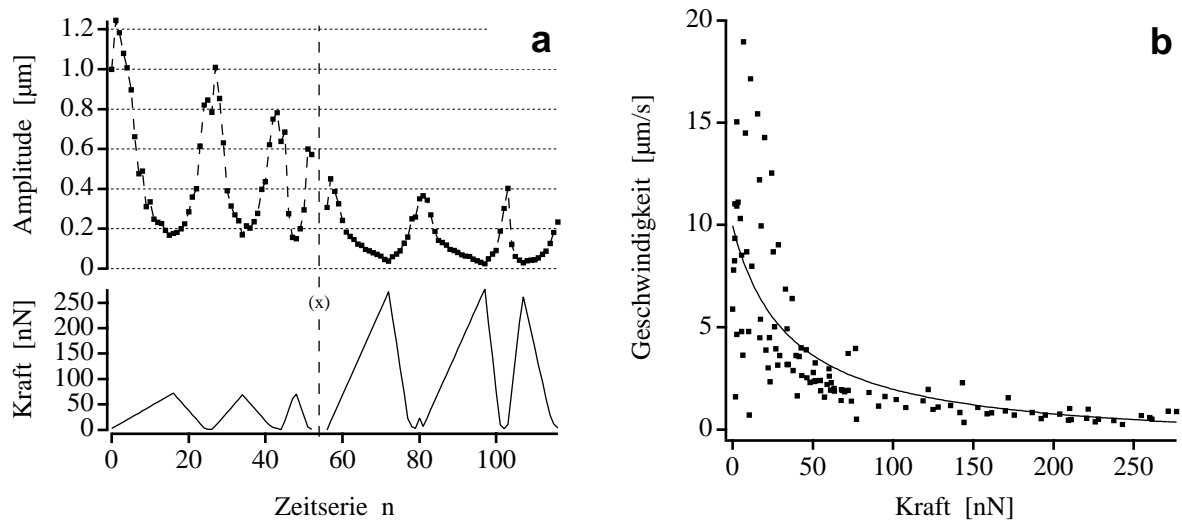 a
Amplitude [µm]
1.2
1.0
0.8
0.6
0.4
0.2
0
Kraft [nN]
250
200
150
100
50
0
(x)
0 20 40 60 80 100
Zeitserie n
b
Geschwindigkeit [µm/s]
20
15
10
5
0
0 50 100 150 200 250
Kraft [nN]